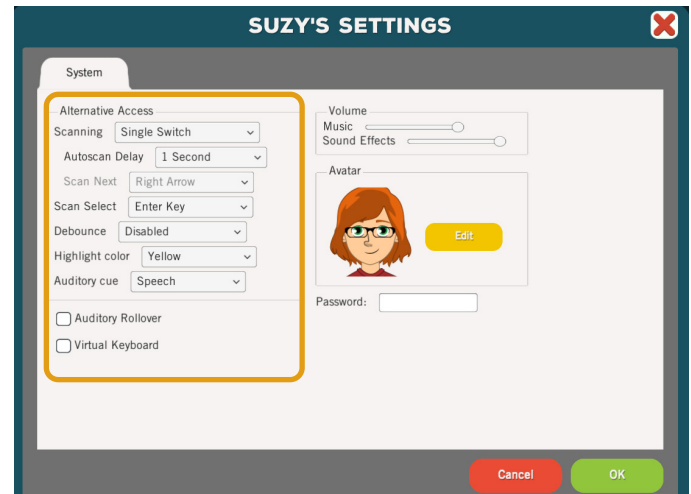 SUZY'S SETTINGS
System
Alternative Access
Scanning Single Switch
Autoscan Delay 1 Second
Scan Next Right Arrow
Scan Select Enter Key
Debounce Disabled
Highlight color Yellow
Auditory cue Speech
Auditory Rollover
Virtual Keyboard
Volume
Music
Sound Effects
Avatar
Edit
Password:
Cancel OK